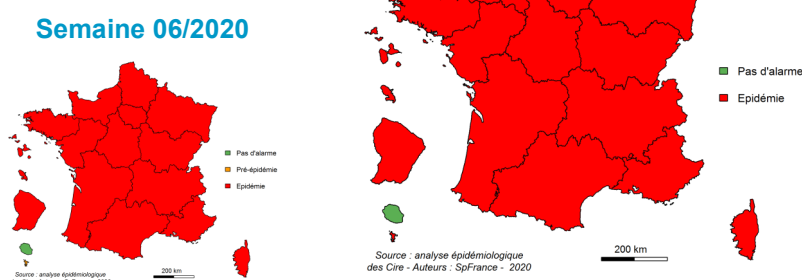 Semaine 06/2020
Pas d'alarme
Pré-épidémie
Epidémie
200 km
Source : analyse épidémiologique
Pas d'alarme
Epidémie
200 km
Source : analyse épidémiologique
des Cire - Auteurs : SpFrance - 2020